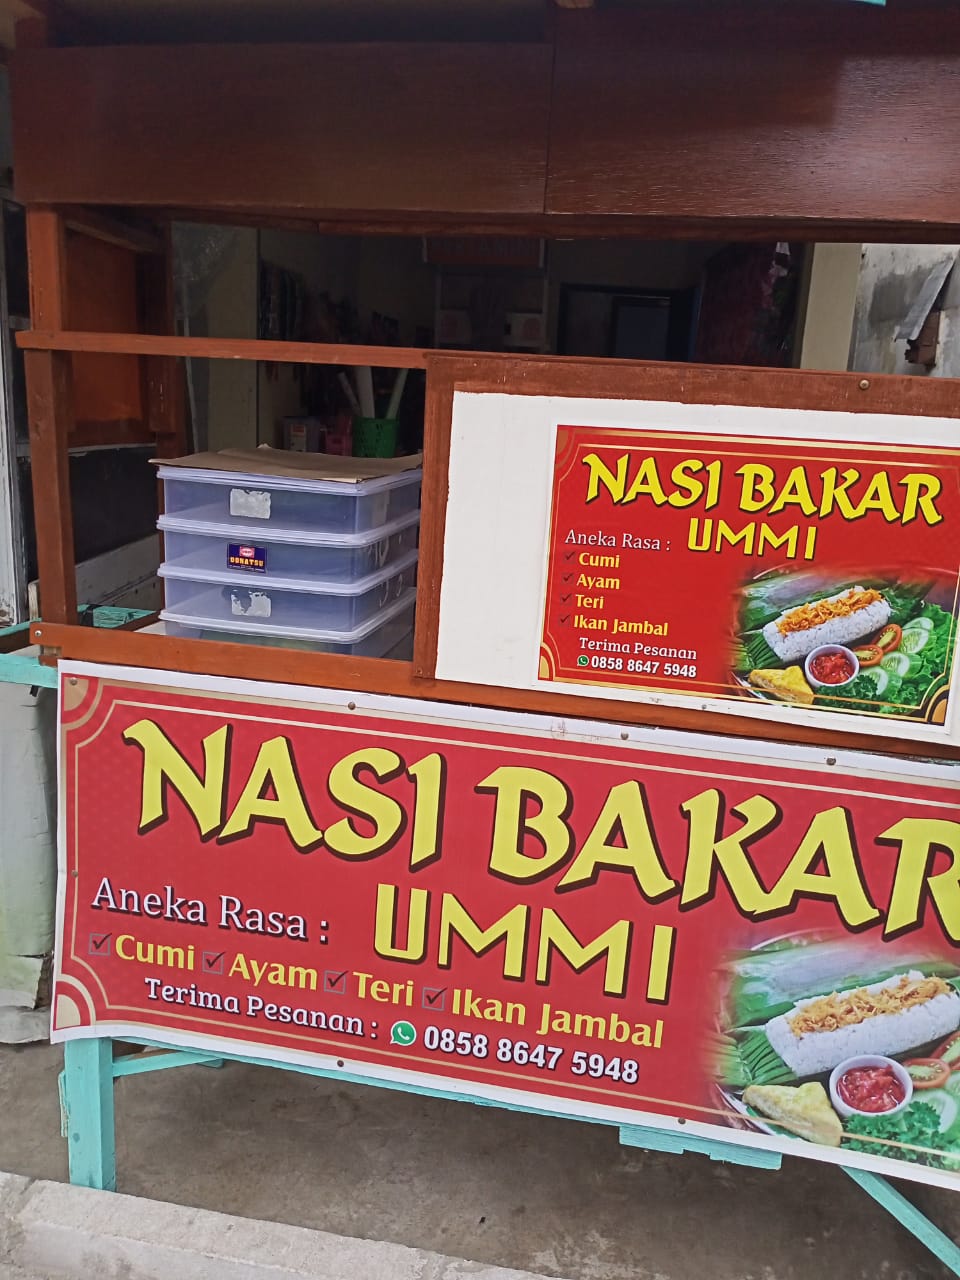 NASI BAKAR
UMMI
Aneka Rasa :
Cumi
Ayam
Teri
Ikan Jambal
Terima Pesanan
0858 8647 5948
DONATSU
NASI BAKAR
UMMI
Aneka Rasa :
Cumi Ayam Teri Ikan Jambal
Terima Pesanan : 0858 8647 5948